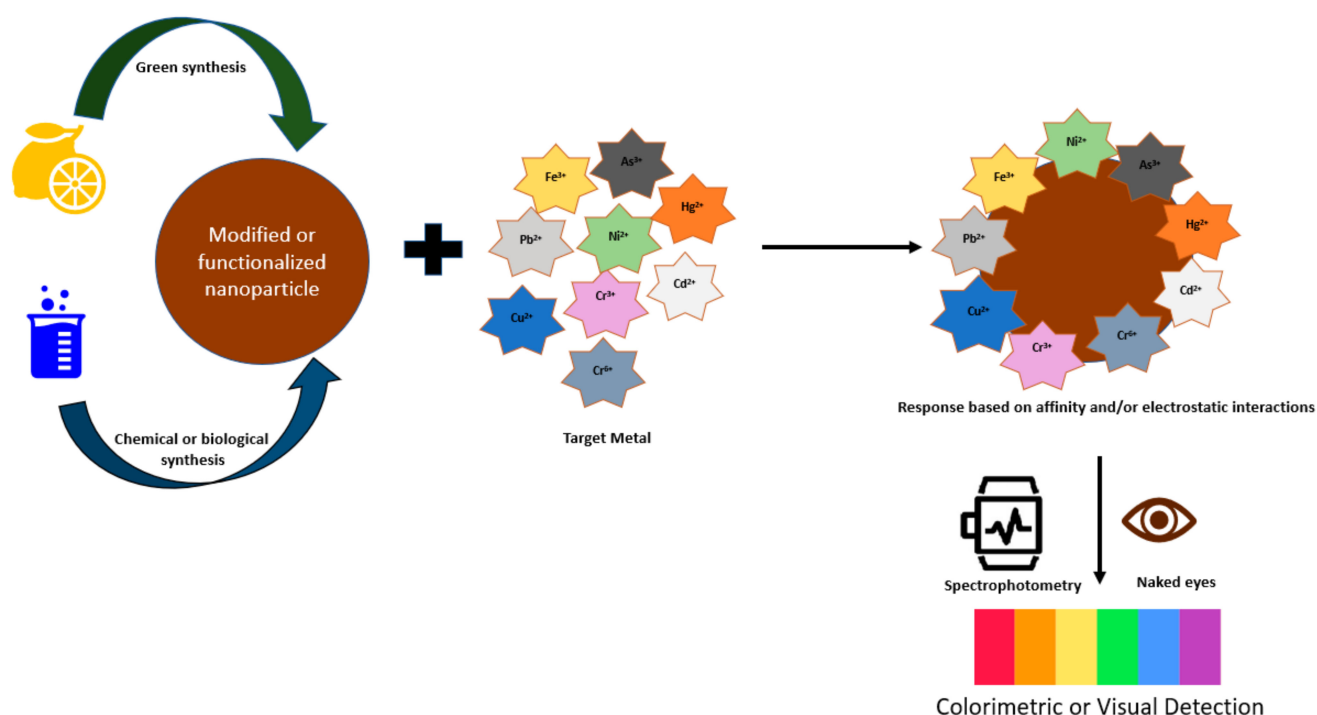 Green synthesis
Modified or
functionalized
nanoparticle
Chemical or biological
synthesis
Fe³⁺
As³⁺
Hg²⁺
Pb²⁺
Ni²⁺
Cd²⁺
Cr³⁺
Cu²⁺
Cr⁶⁺
Target Metal
Ni²⁺
As³⁺
Fe³⁺
Hg²⁺
Pb²⁺
Cd²⁺
Cu²⁺
Cr⁶⁺
Cr³⁺
Response based on affinity and/or electrostatic interactions
Spectrophotometry
Naked eyes
Colorimetric or Visual Detection